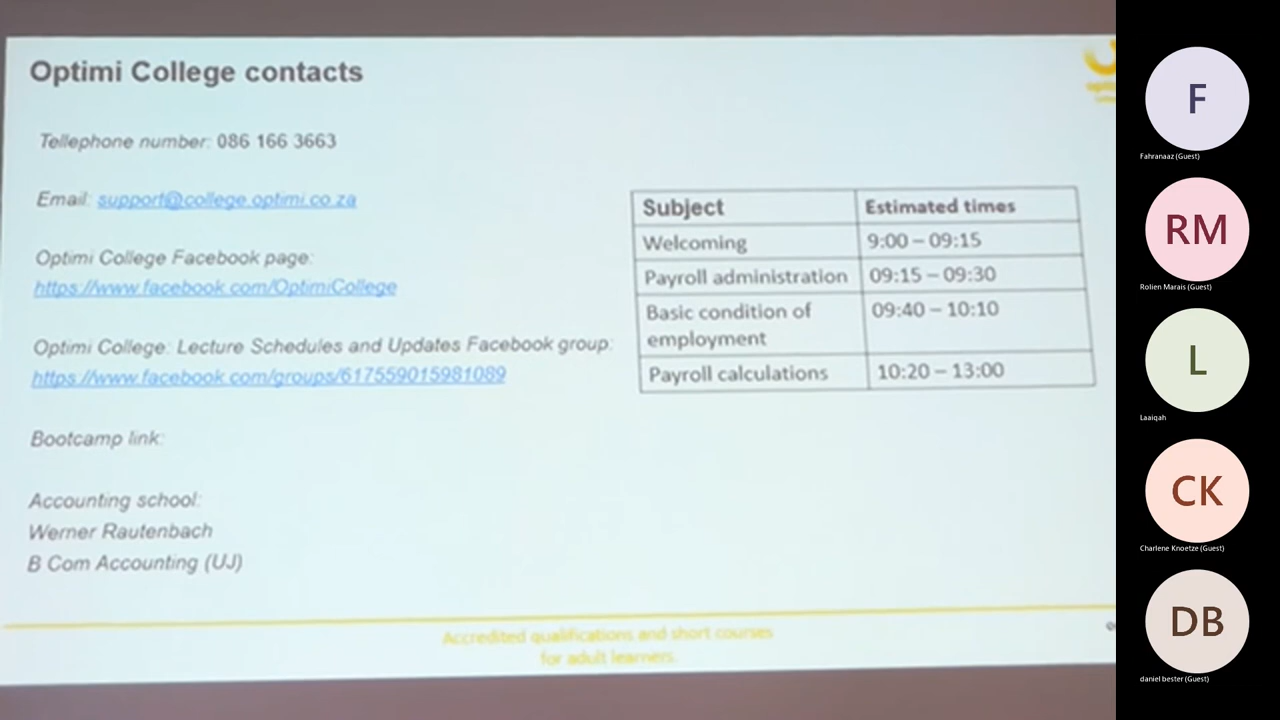 Optimi College contacts
Tellephone number: 086 166 3663
Email: support@college.optimi.co.za
Optimi College Facebook page:
https://www.facebook.com/OptimiCollege
Optimi College: Lecture Schedules and Updates Facebook group:
https://www.facebook.com/groups/617559015981089
Bootcamp link:
Accounting school:
Werner Rautenbach
B Com Accounting (UJ)
Subject Estimated times
Welcoming 9:00 – 09:15
Payroll administration 09:15 – 09:30
Basic condition of employment 09:40 – 10:10
Payroll calculations 10:20 – 13:00
Accredited qualifications and short courses
for adult learners.
F
Fahranaaz (Guest)
RM
Rolien Marais (Guest)
L
Laaiqah
CK
Charlene Knoetze (Guest)
DB
daniel bester (Guest)